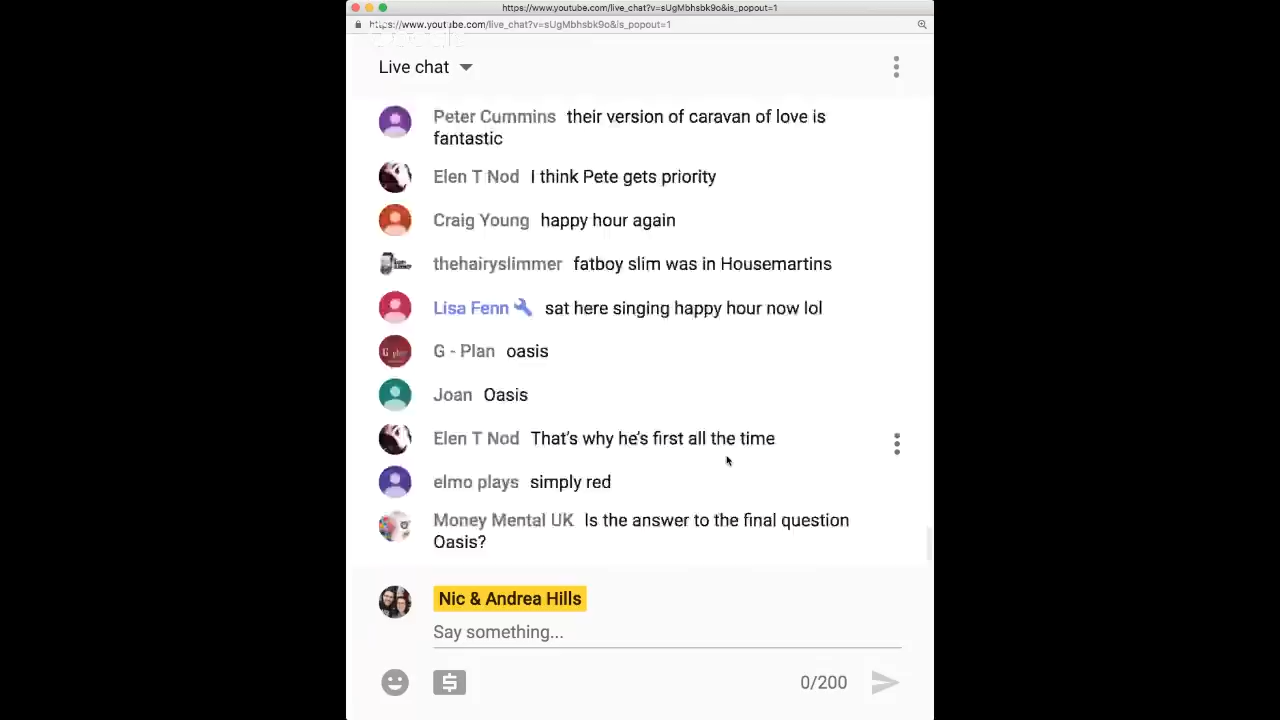 https://www.youtube.com/live_chat?v=sUgMbhsbk9o&is_popout=1
https://www.youtube.com/live_chat?v=sUgMbhsbk9o&is_popout=1
Live chat
Peter Cummins their version of caravan of love is
fantastic
Elen T Nod I think Pete gets priority
Craig Young happy hour again
thehairyslimmer fatboy slim was in Housemartins
Lisa Fenn sat here singing happy hour now lol
G - Plan oasis
Joan Oasis
Elen T Nod That's why he's first all the time
elmo plays simply red
Money Mental UK Is the answer to the final question
Oasis?
Nic & Andrea Hills
Say something...
0/200